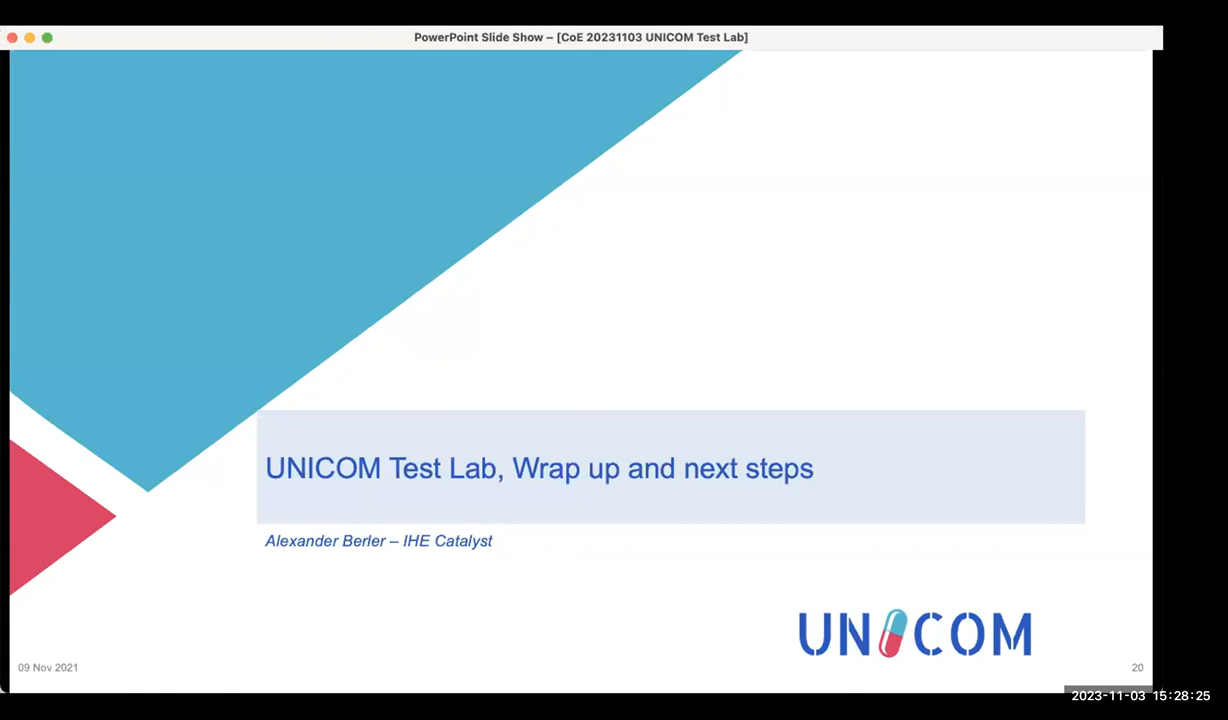 PowerPoint Slide Show – [CoE 20231103 UNICOM Test Lab]
UNICOM Test Lab, Wrap up and next steps
Alexander Berler – IHE Catalyst
UNICOM
09 Nov 2021
20
2023-11-03 15:28:25